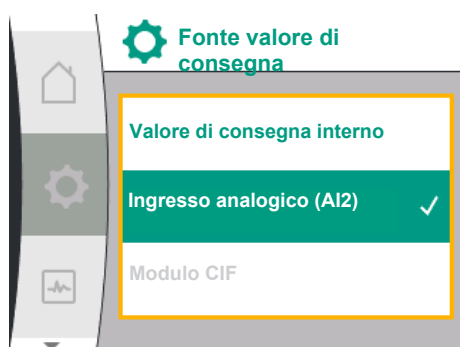 Fonte valore di
consegna
Valore di consegna interno
Ingresso analogico (AI2)
Modulo CIF